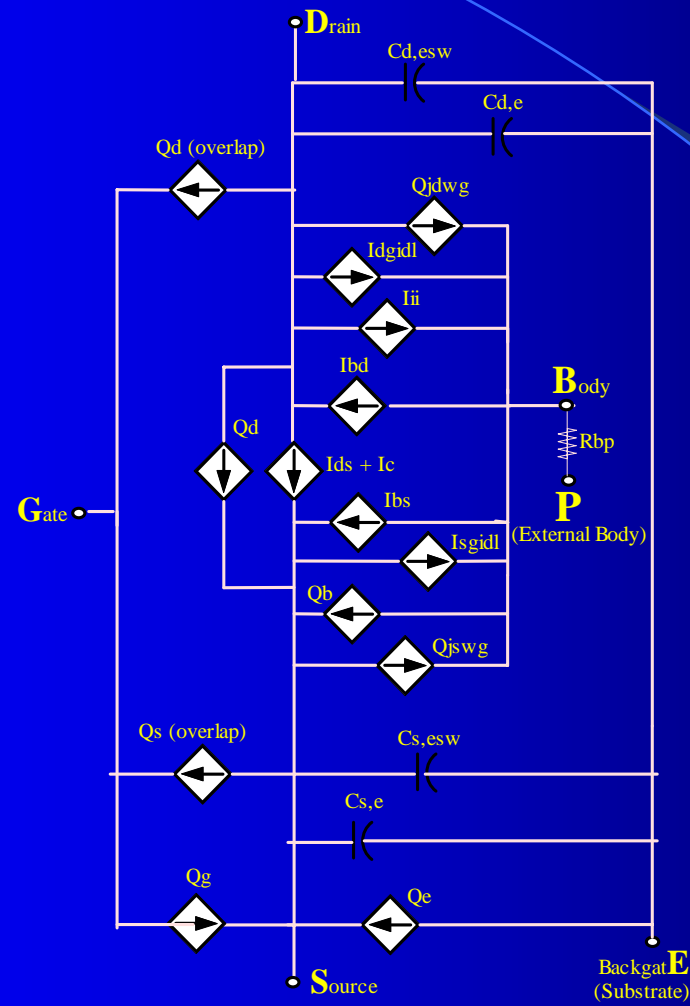 Drain
Cd,esw
Cd,e
Qd (overlap)
Qjdwg
Idgidl
Iii
Ibd
Body
Qd
Rbp
Ids + Ic
P
Ibs
Gate
(External Body)
Isgidl
Qb
Qjswg
Qs (overlap)
Cs,esw
Cs,e
Qg
Qe
BackgatE
(Substrate)
Source